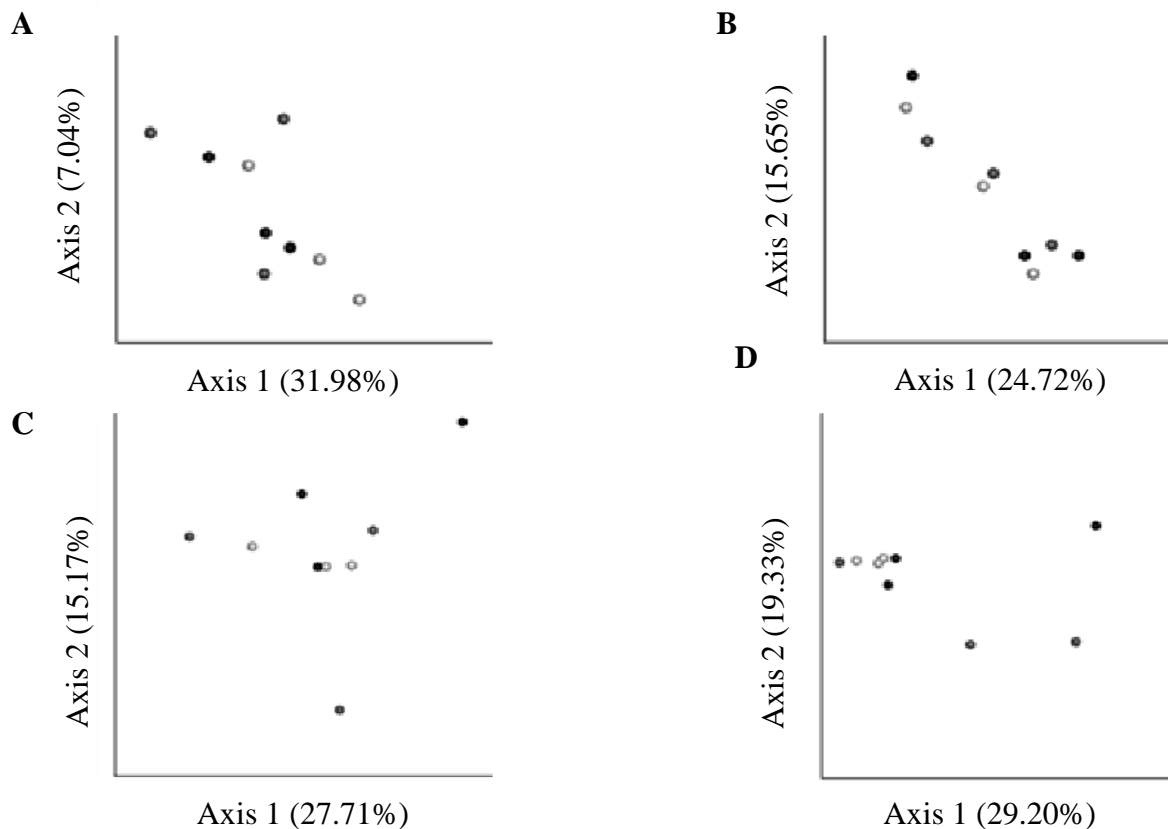 A
Axis 2 (7.04%)
Axis 1 (31.98%)
B
Axis 2 (15.65%)
Axis 1 (24.72%)
C
Axis 2 (15.17%)
Axis 1 (27.71%)
D
Axis 2 (19.33%)
Axis 1 (29.20%)